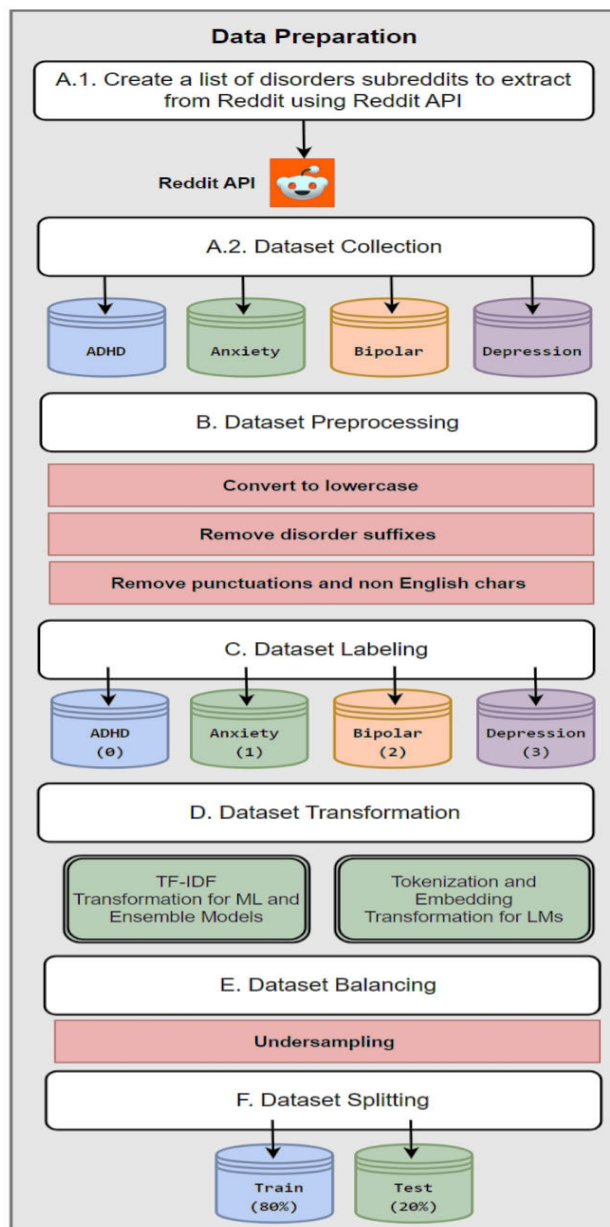 Data Preparation
A.1. Create a list of disorders subreddits to extract
from Reddit using Reddit API
Reddit API
A.2. Dataset Collection
ADHD
Anxiety
Bipolar
Depression
B. Dataset Preprocessing
Convert to lowercase
Remove disorder suffixes
Remove punctuations and non English chars
C. Dataset Labeling
ADHD
(0)
Anxiety
(1)
Bipolar
(2)
Depression
(3)
D. Dataset Transformation
TF-IDF
Transformation for ML and
Ensemble Models
Tokenization and
Embedding
Transformation for LMs
E. Dataset Balancing
Undersampling
F. Dataset Splitting
Train
(80%)
Test
(20%)